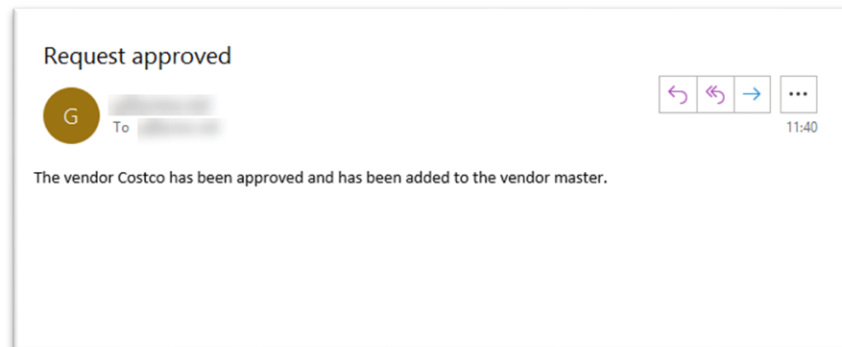 Request approved
G
To
11:40
The vendor Costco has been approved and has been added to the vendor master.